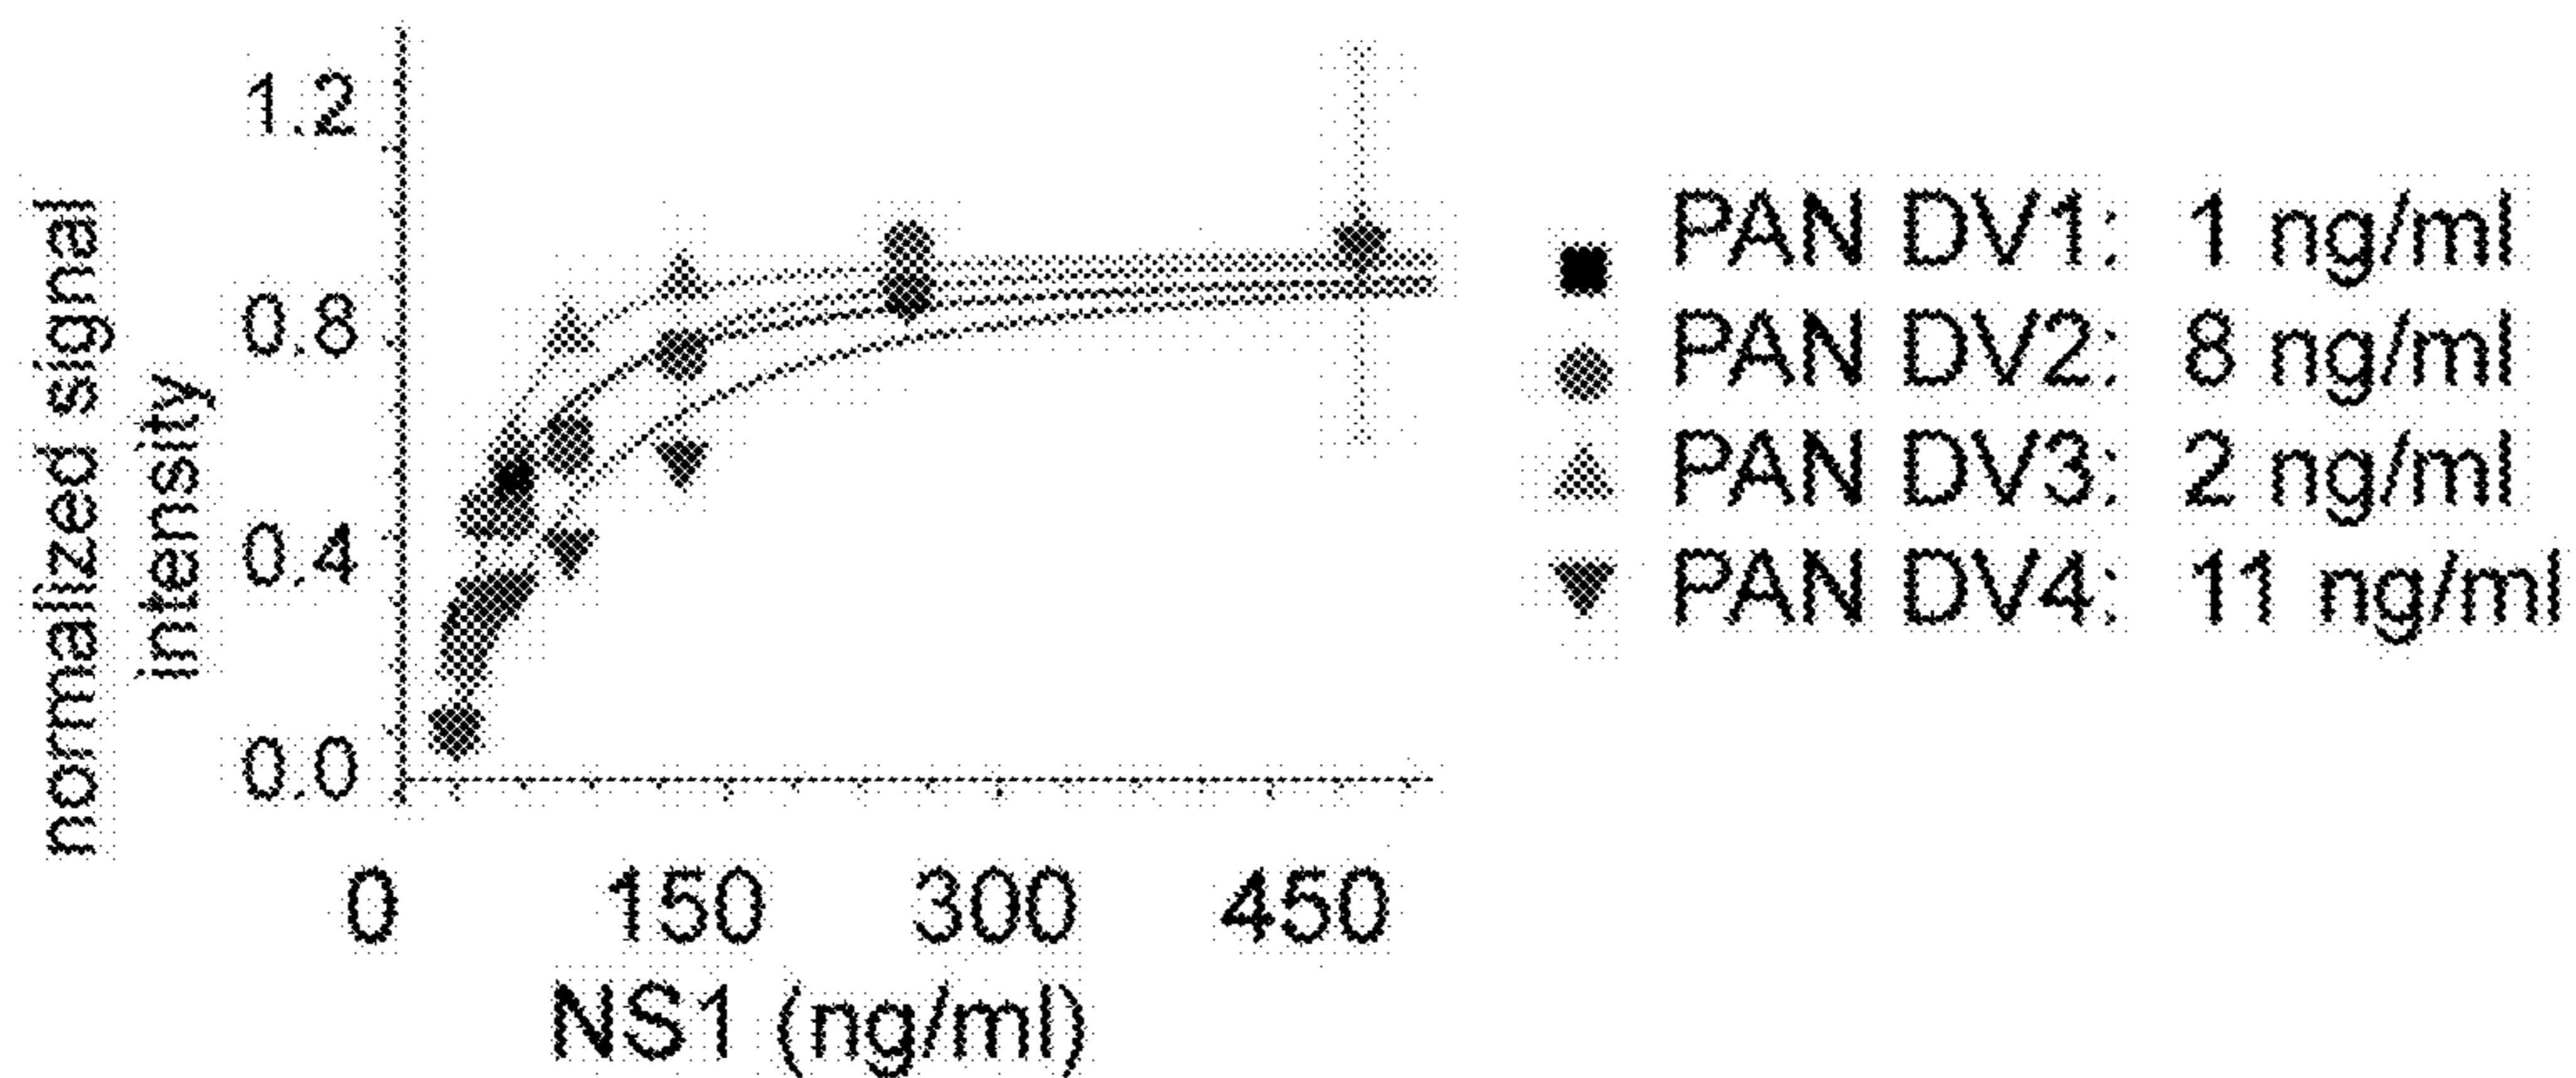 normalized signal
intensity
1.2
0.8
0.4
0.0
0 150 300 450
NS1 (ng/ml)
PAN DV1: 1 ng/ml
PAN DV2: 8 ng/ml
PAN DV3: 2 ng/ml
PAN DV4: 11 ng/ml